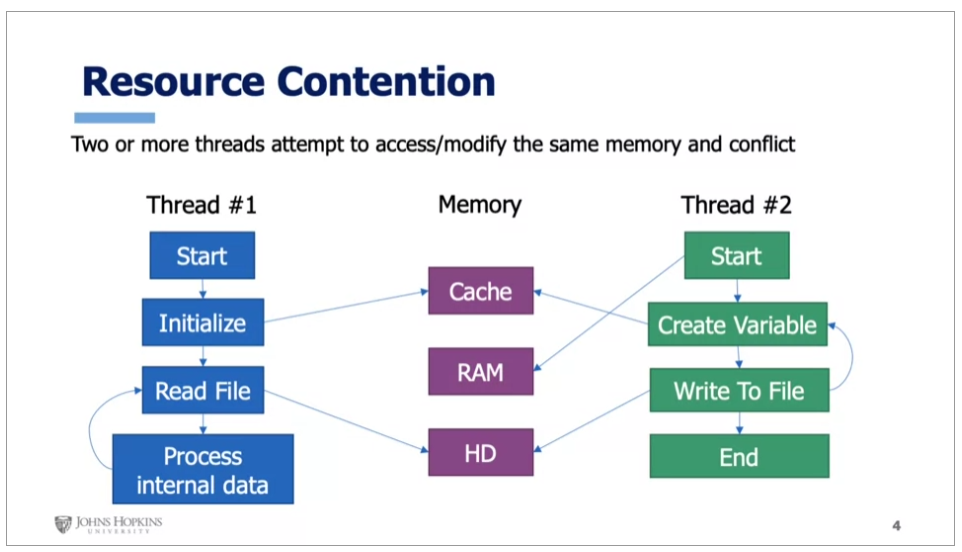 Resource Contention
Two or more threads attempt to access/modify the same memory and conflict
Thread #1
Start
Initialize
Read File
Process
internal data
Memory
Cache
RAM
HD
Thread #2
Start
Create Variable
Write To File
End
JOHNS HOPKINS
UNIVERSITY
4